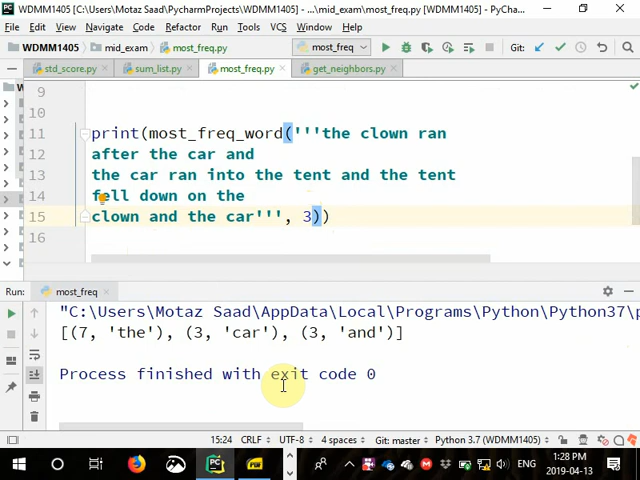 WDMM1405 [C:\Users\Motaz Saad\PycharmProjects\WDMM1405] - ...\mid_exam\most_freq.py [WDMM1405] - PyCha...
File Edit View Navigate Code Refactor Run Tools VCS Window Help
WDMM1405 mid_exam most_freq.py most_freq Git:
std_score.py sum_list.py most_freq.py get_neighbors.py
9
10
11 print(most_freq_word('''the clown ran
12 after the car and
13 the car ran into the tent and the tent
14 fell down on the
15 clown and the car''', 3))
16
Run: most_freq
"C:\Users\Motaz Saad\AppData\Local\Programs\Python\Python37\p
[(7, 'the'), (3, 'car'), (3, 'and')]
Process finished with exit code 0
15:24 CRLF UTF-8 4 spaces Git: master Python 3.7 (WDMM1405)
ENG 1:28 PM
2019-04-13